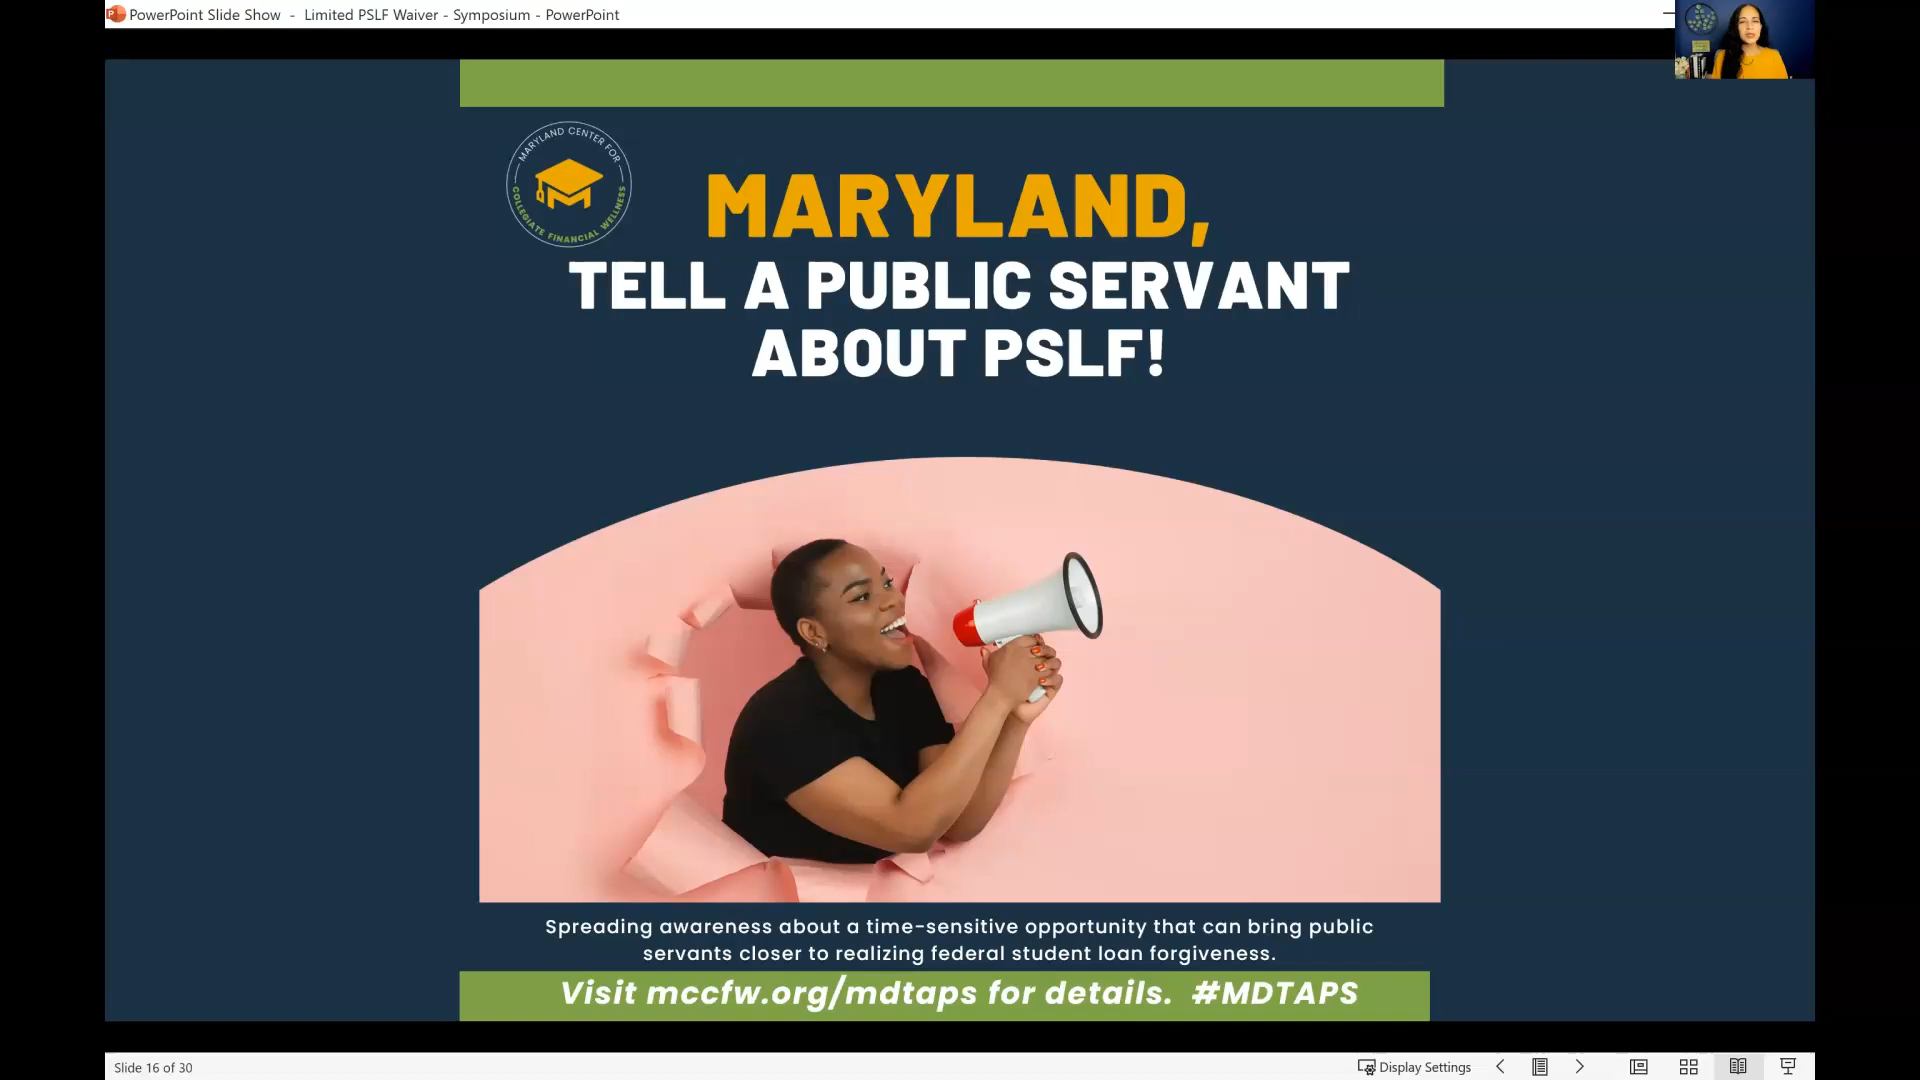 PowerPoint Slide Show - Limited PSLF Waiver - Symposium - PowerPoint
MARYLAND CENTER FOR
COLLEGIATE FINANCIAL WELLNESS
MARYLAND,
TELL A PUBLIC SERVANT
ABOUT PSLF!
Spreading awareness about a time-sensitive opportunity that can bring public
servants closer to realizing federal student loan forgiveness.
Visit mccfw.org/mdtaps for details. #MDTAPS
Slide 16 of 30
Display Settings